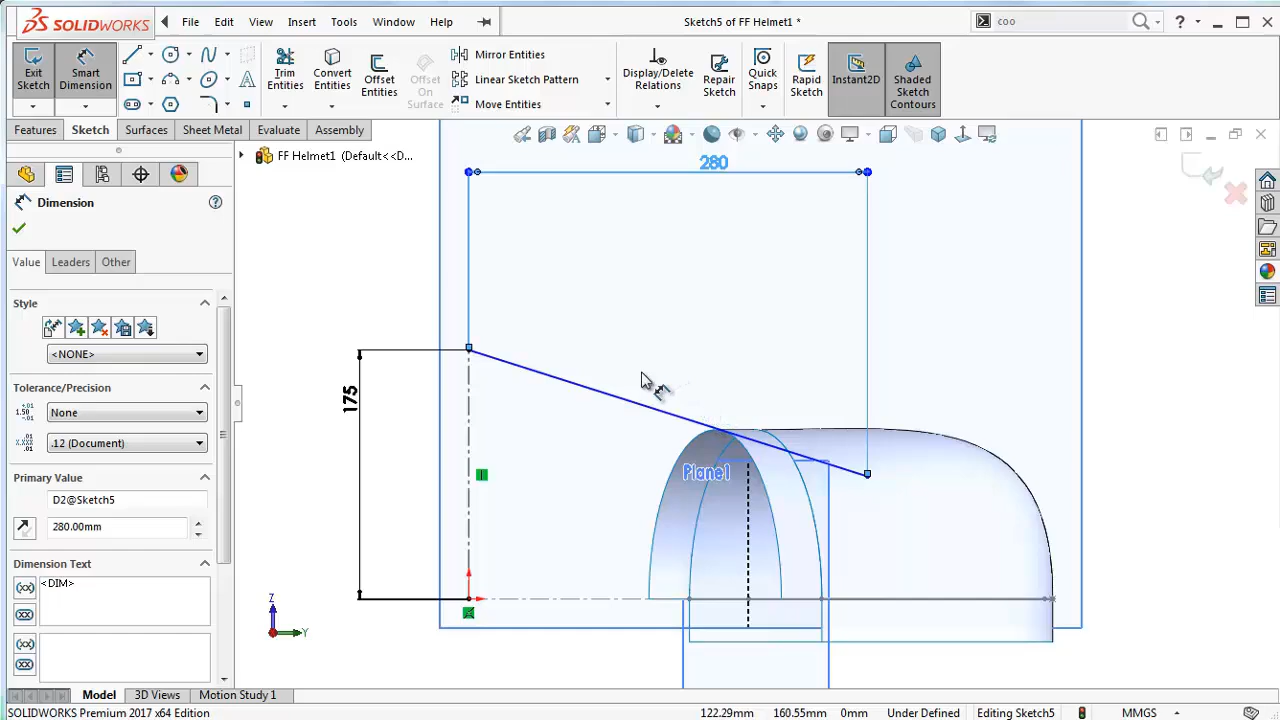 SOLIDWORKS
File Edit View Insert Tools Window Help
Sketch5 of FF Helmet1 *
coo
Exit Sketch
Smart Dimension
Trim Entities
Convert Entities
Offset Entities
Offset On Surface
Mirror Entities
Linear Sketch Pattern
Move Entities
Display/Delete Relations
Repair Sketch
Quick Snaps
Rapid Sketch
Instant2D
Shaded Sketch Contours
Features Sketch Surfaces Sheet Metal Evaluate Assembly
FF Helmet1 (Default<<D...
Dimension
Value Leaders Other
Style
<NONE>
Tolerance/Precision
None
.12 (Document)
Primary Value
D2@Sketch5
280.00mm
Dimension Text
<DIM>
280
175
Plane1
Z
Y
Model 3D Views Motion Study 1
SOLIDWORKS Premium 2017 x64 Edition
122.29mm 160.55mm 0mm Under Defined Editing Sketch5 MMGS